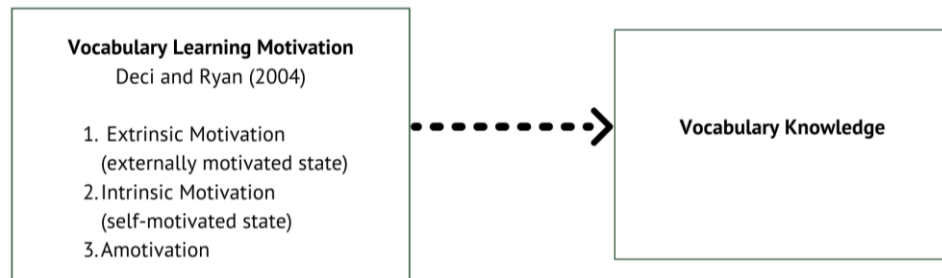 Vocabulary Learning Motivation
Deci and Ryan (2004)
1. Extrinsic Motivation
(externally motivated state)
2. Intrinsic Motivation
(self-motivated state)
3. Amotivation
Vocabulary Knowledge